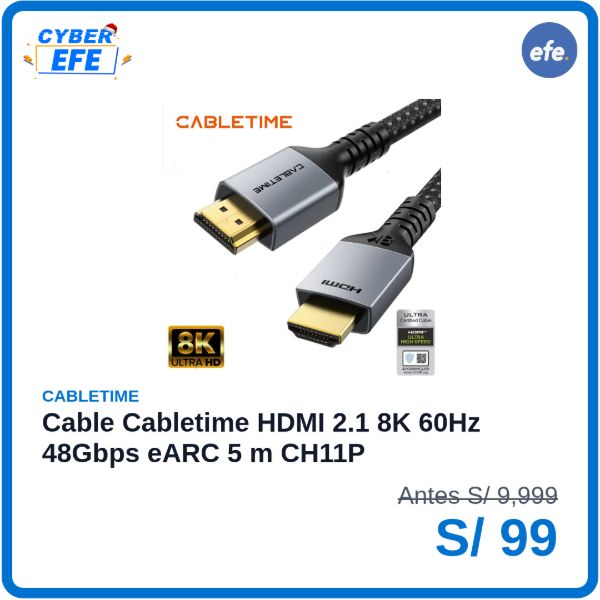 CYBER
EFE
efe.
CABLETIME
CABLETIME
8K
HDMI
8K
ULTRA HD
ULTRA
Certified Cable
HDMI
ULTRA
HIGH SPEED
CABLETIME
Cable Cabletime HDMI 2.1 8K 60Hz
48Gbps eARC 5 m CH11P
Antes S/ 9,999
S/ 99